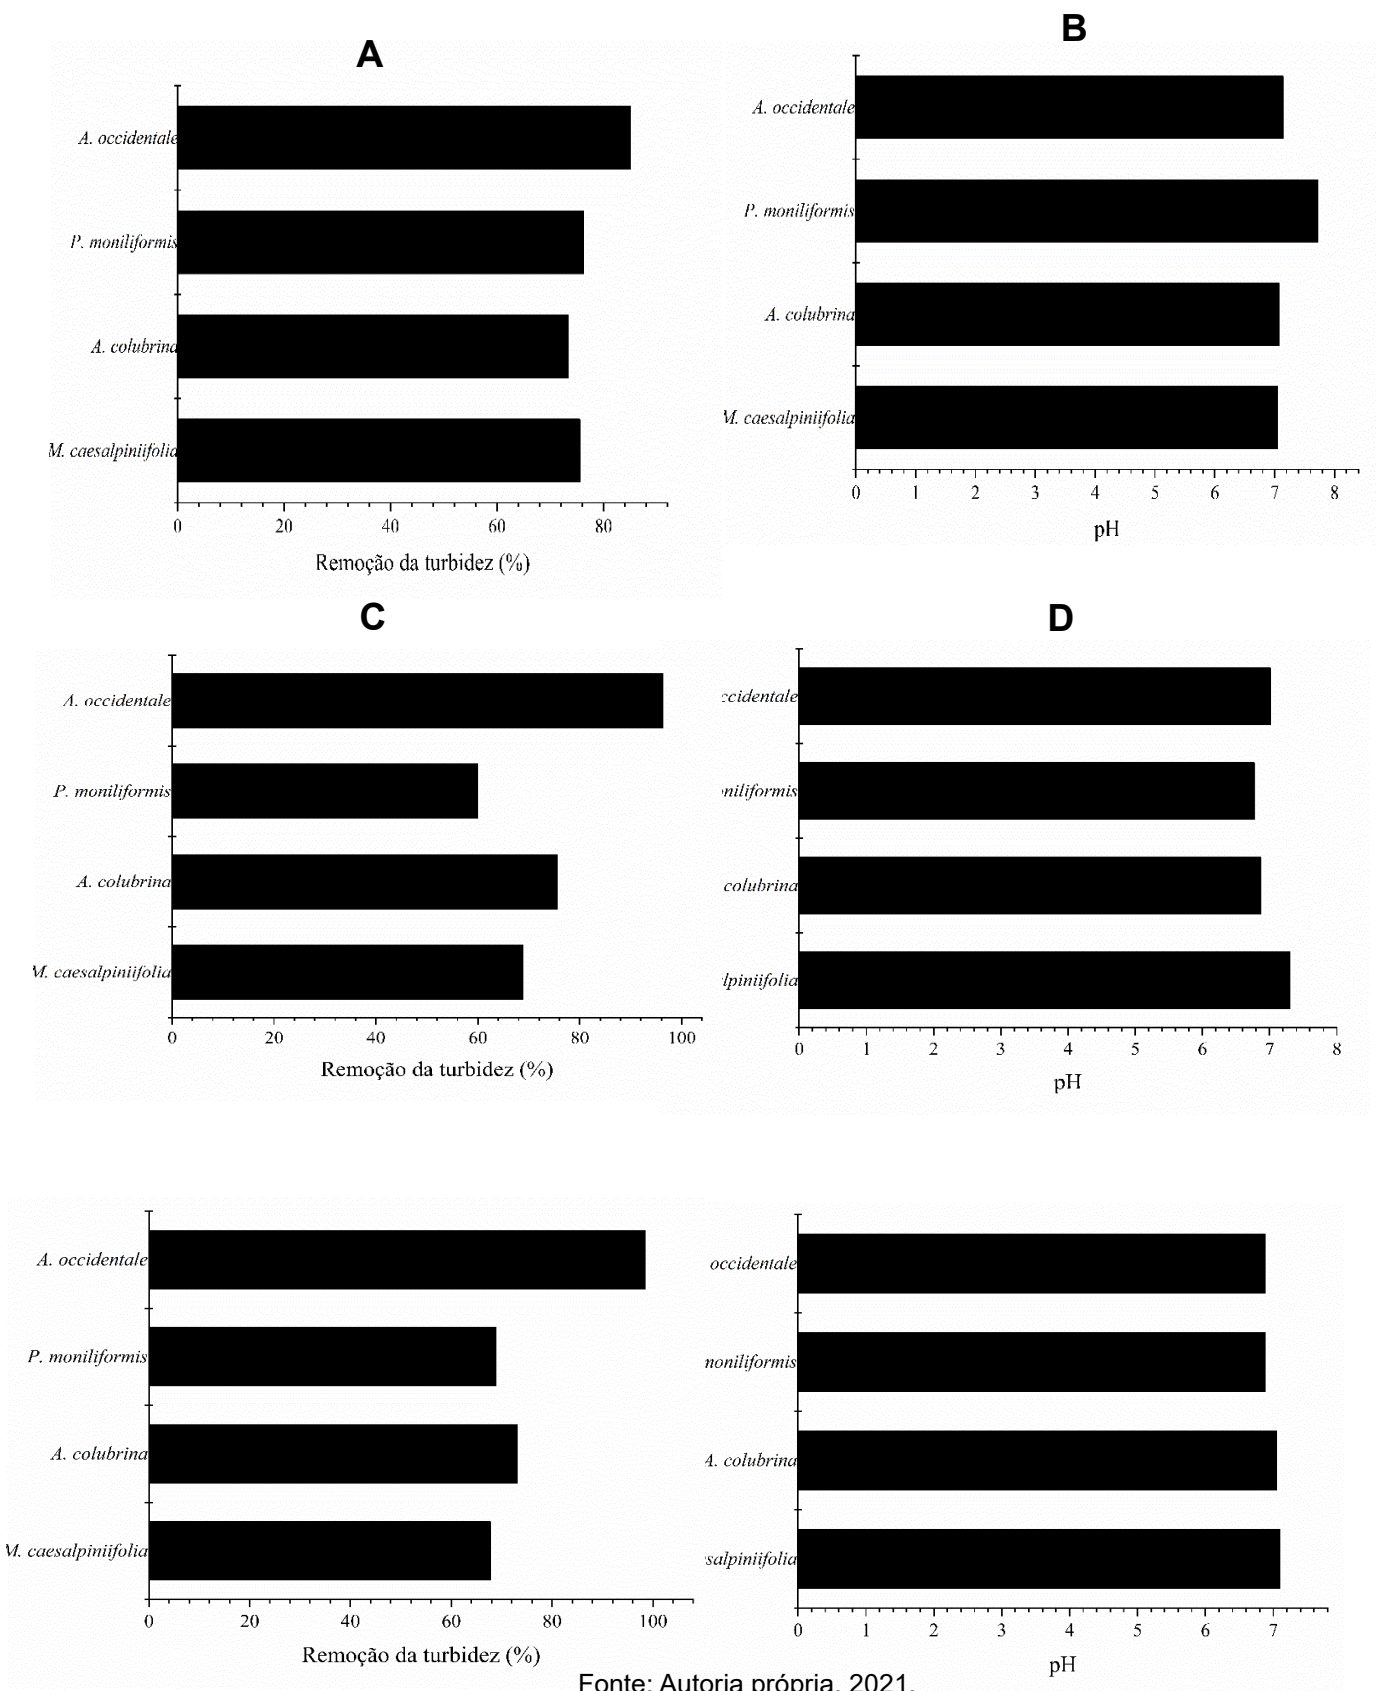 A
A. occidentale
P. moniliformis
A. colubrina
M. caesalpiniifolia
0 20 40 60 80
Remoção da turbidez (%)
B
A. occidentale
P. moniliformis
A. colubrina
M. caesalpiniifolia
0 1 2 3 4 5 6 7 8
pH
C
A. occidentale
P. moniliformis
A. colubrina
M. caesalpiniifolia
0 20 40 60 80 100
Remoção da turbidez (%)
D
ccidentale
niliformis
colubrina
lpiniifolia
0 1 2 3 4 5 6 7 8
pH
A. occidentale
P. moniliformis
A. colubrina
M. caesalpiniifolia
0 20 40 60 80 100
Remoção da turbidez (%)
occidentale
noniliformis
A. colubrina
salpiniifolia
0 1 2 3 4 5 6 7
pH
Fonte: Autoria própria, 2021.